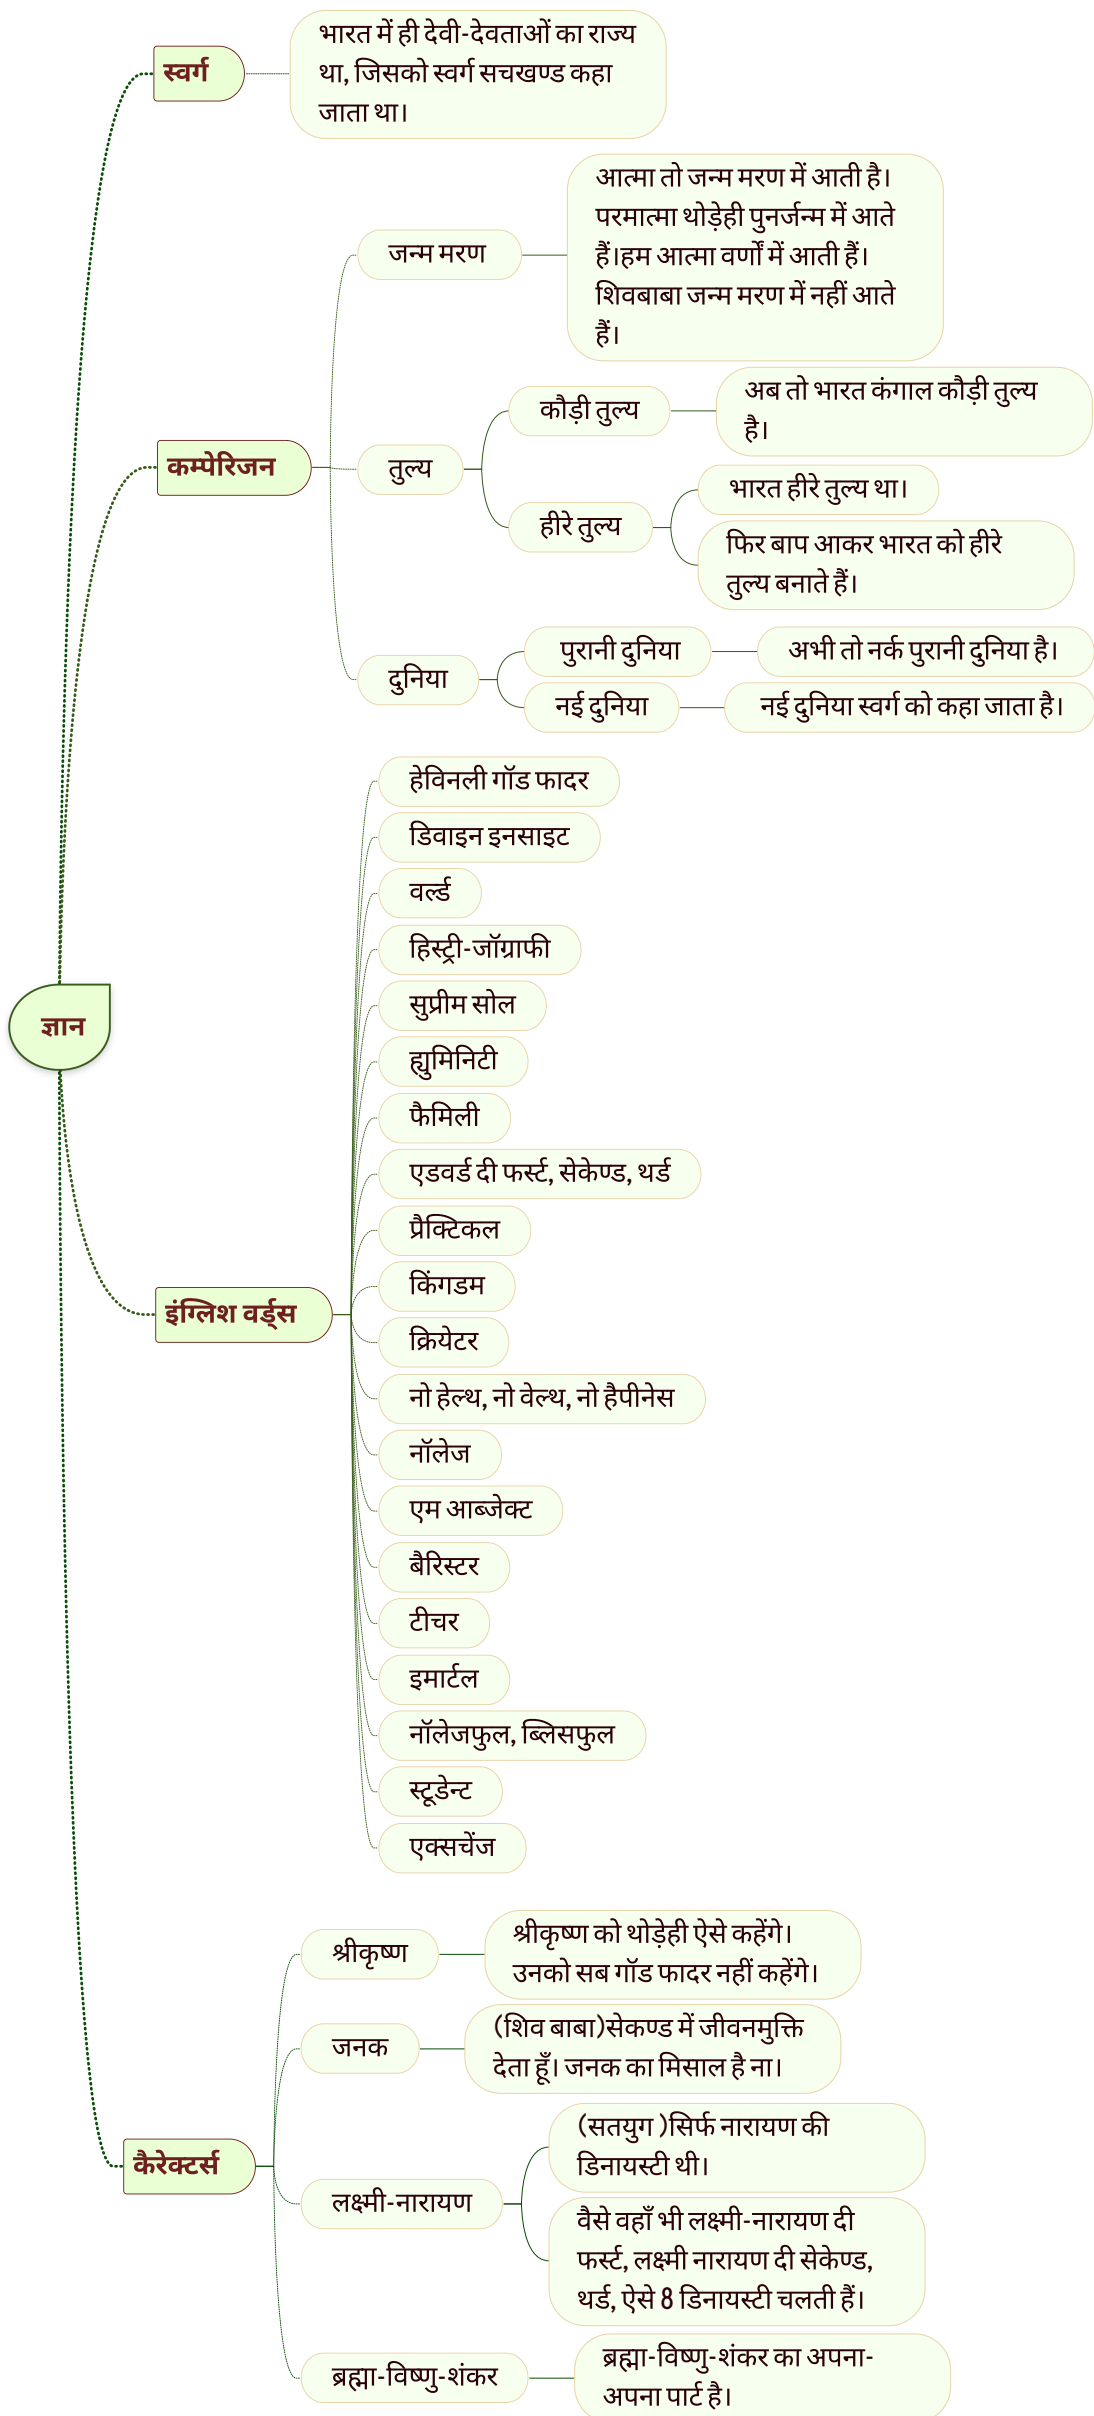 स्वर्ग
भारत में ही देवी-देवताओं का राज्य
था, जिसको स्वर्ग सचखण्ड कहा
जाता था।
कम्पेरिजन
जन्म मरण
आत्मा तो जन्म मरण में आती है।
परमात्मा थोड़ेही पुनर्जन्म में आते
हैं।हम आत्मा वर्णों में आती हैं।
शिवबाबा जन्म मरण में नहीं आते
हैं।
तुल्य
कौड़ी तुल्य
अब तो भारत कंगाल कौड़ी तुल्य
है।
हीरे तुल्य
भारत हीरे तुल्य था।
फिर बाप आकर भारत को हीरे
तुल्य बनाते हैं।
दुनिया
पुरानी दुनिया
अभी तो नर्क पुरानी दुनिया है।
नई दुनिया
नई दुनिया स्वर्ग को कहा जाता है।
ज्ञान
इंग्लिश वर्ड्स
हेविनली गॉड फादर
डिवाइन इनसाइट
वर्ल्ड
हिस्ट्री-जॉग्राफी
सुप्रीम सोल
ह्युमिनिटी
फैमिली
एडवर्ड दी फर्स्ट, सेकेण्ड, थर्ड
प्रैक्टिकल
किंगडम
क्रियेटर
नो हेल्थ, नो वेल्थ, नो हैपीनेस
नॉलेज
एम आब्जेक्ट
बैरिस्टर
टीचर
इमार्टल
नॉलेजफुल, ब्लिसफुल
स्टूडेन्ट
एक्सचेंज
कैरेक्टर्स
श्रीकृष्ण
श्रीकृष्ण को थोड़ेही ऐसे कहेंगे।
उनको सब गॉड फादर नहीं कहेंगे।
जनक
(शिव बाबा)सेकण्ड में जीवनमुक्ति
देता हूँ। जनक का मिसाल है ना।
लक्ष्मी-नारायण
(सतयुग )सिर्फ नारायण की
डिनायस्टी थी।
वैसे वहाँ भी लक्ष्मी-नारायण दी
फर्स्ट, लक्ष्मी नारायण दी सेकेण्ड,
थर्ड, ऐसे 8 डिनायस्टी चलती हैं।
ब्रह्मा-विष्णु-शंकर
ब्रह्मा-विष्णु-शंकर का अपना-
अपना पार्ट है।